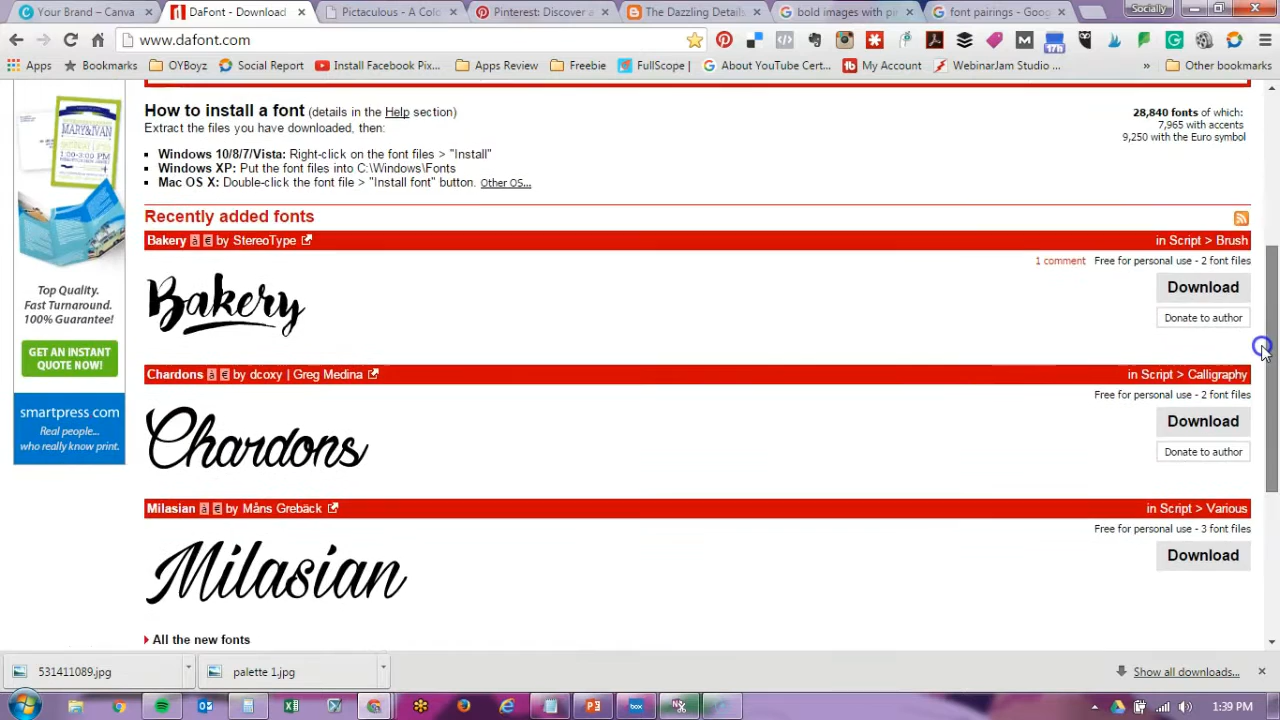 Your Brand – Canva
DaFont - Download
Pictaculous - A Colo
Pinterest: Discover a
The Dazzling Details
bold images with pi
font pairings - Goog
Socially
www.dafont.com
17h
Apps
Bookmarks
OYBoyz
Social Report
Install Facebook Pix...
Apps Review
Freebie
FullScope |
About YouTube Cert...
My Account
WebinarJam Studio ...
»
Other bookmarks
How to install a font (details in the Help section)
Extract the files you have downloaded, then:
Windows 10/8/7/Vista: Right-click on the font files > "Install"
Windows XP: Put the font files into C:\Windows\Fonts
Mac OS X: Double-click the font file > "Install font" button. Other OS...
28,840 fonts of which:
7,965 with accents
9,250 with the Euro symbol
MARY&IVAN
Top Quality.
Fast Turnaround.
100% Guarantee!
GET AN INSTANT
QUOTE NOW!
smartpress com
Real people...
who really know print.
Recently added fonts
Bakery à € by StereoType
in Script > Brush
1 comment Free for personal use - 2 font files
Bakery
Download
Donate to author
Chardons à € by dcoxy | Greg Medina
in Script > Calligraphy
Free for personal use - 2 font files
Chardons
Download
Donate to author
Milasian à € by Måns Grebäck
in Script > Various
Free for personal use - 3 font files
Milasian
Download
All the new fonts
531411089.jpg
palette 1.jpg
Show all downloads...
box
1:39 PM